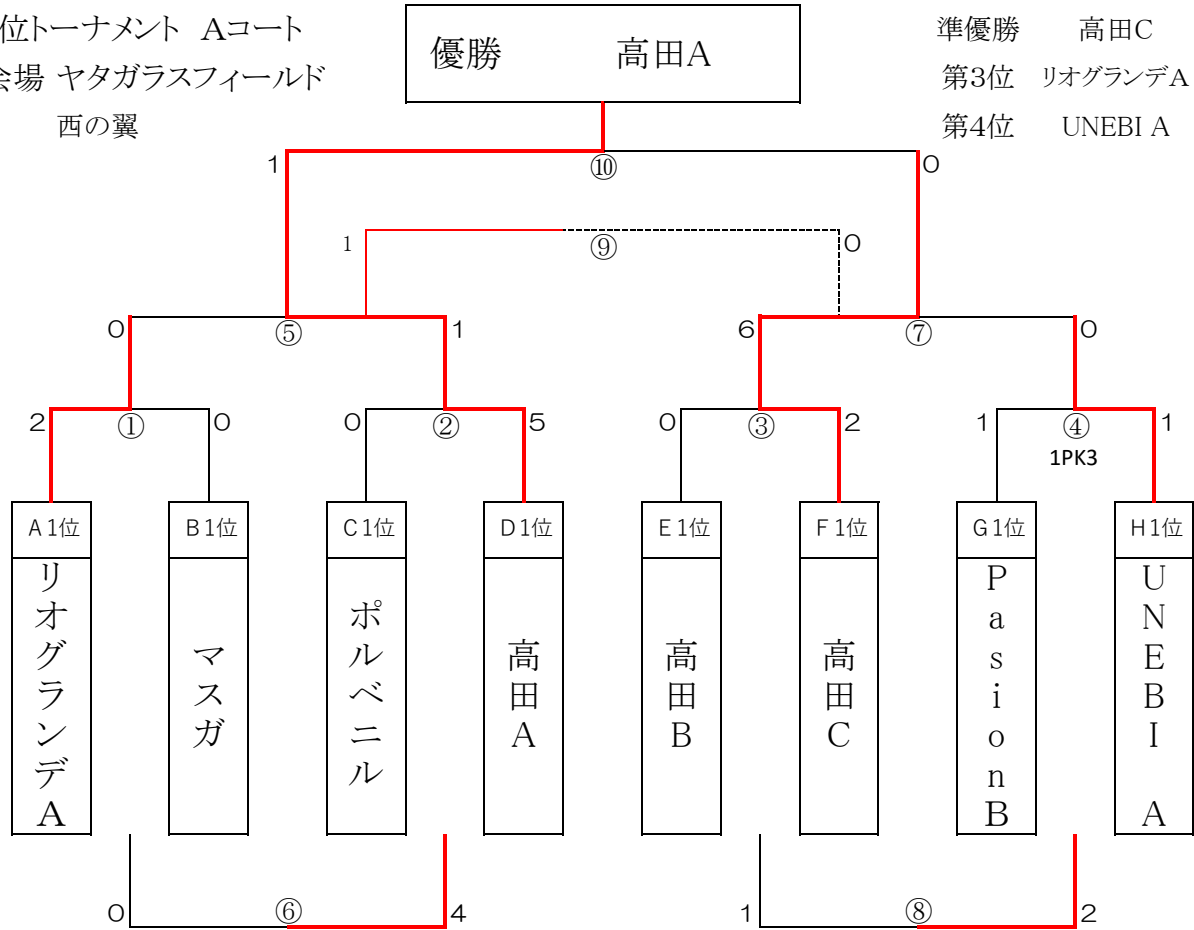 位トーナメント Aコート
会場 ヤタガラスフィールド
西の翼
優勝 高田A
準優勝 高田C
第3位 リオグランデA
第4位 UNEBI A
1 ⑩ 0
1 ⑨ 0
0 ⑤ 1 6 ⑦ 0
2 ① 0 0 ② 5 0 ③ 2 1 ④ 1
1PK3
A1位 B1位 C1位 D1位 E1位 F1位 G1位 H1位
リオグランデA
マスガ
ポルベニル
高田A
高田B
高田C
PasionB
UNEBI A
0 ⑥ 4 1 ⑧ 2